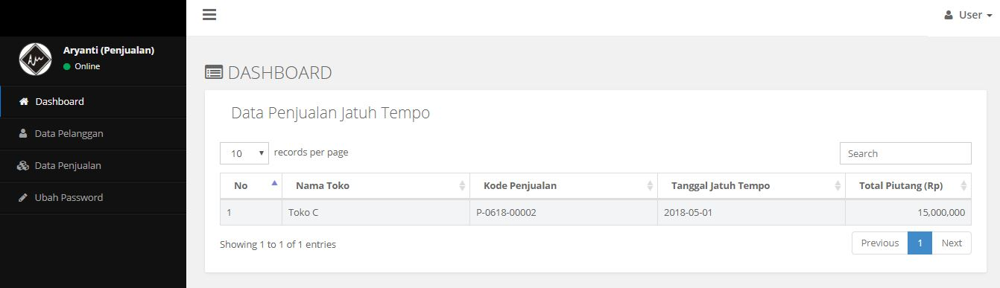 User
Aryanti (Penjualan)
Online
Dashboard
Data Pelanggan
Data Penjualan
Ubah Password
DASHBOARD
Data Penjualan Jatuh Tempo
10 records per page
Search
No Nama Toko Kode Penjualan Tanggal Jatuh Tempo Total Piutang (Rp)
1 Toko C P-0618-00002 2018-05-01 15,000,000
Showing 1 to 1 of 1 entries
Previous 1 Next